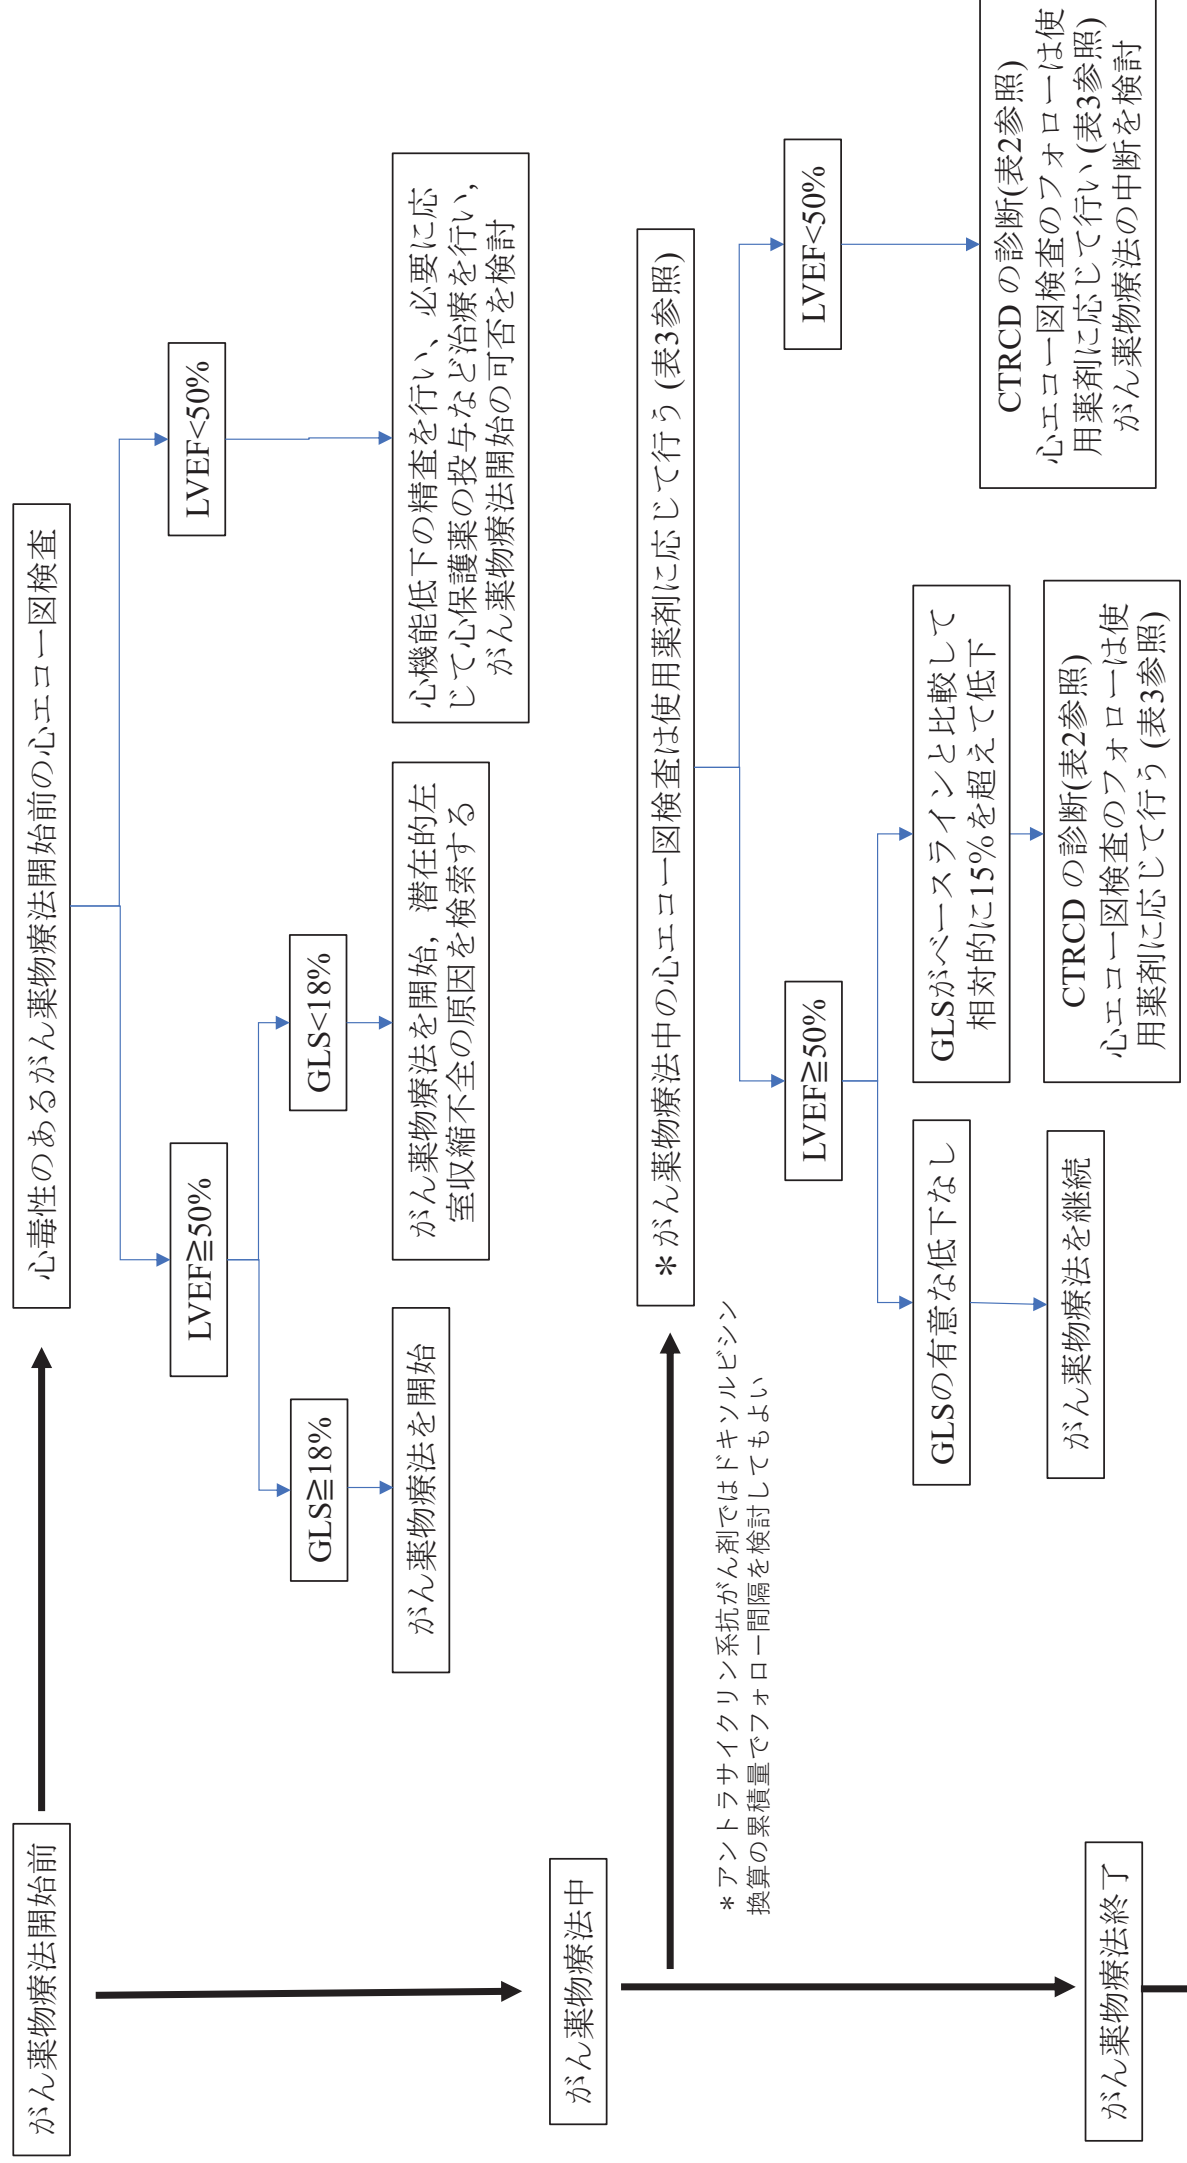 がん薬物療法開始前
心毒性のあるがん薬物療法開始前の心エコー図検査
LVEF≧50%
LVEF<50%
GLS≧18%
GLS<18%
がん薬物療法を開始
がん薬物療法を開始，潜在的左
室収縮不全の原因を検索する
心機能低下の精査を行い、必要に応
じて心保護薬の投与など治療を行い，
がん薬物療法開始の可否を検討
がん薬物療法中
＊がん薬物療法中の心エコー図検査は使用薬剤に応じて行う (表3参照)
＊アントラサイクリン系抗がん剤ではドキソルビシン
換算の累積量でフォロー間隔を検討してもよい
LVEF≧50%
LVEF<50%
GLSの有意な低下なし
GLSがベースラインと比較して
相対的に15%を超えて低下
がん薬物療法を継続
CTRCD の診断(表2参照)
心エコー図検査のフォローは使
用薬剤に応じて行う (表3参照)
CTRCD の診断(表2参照)
心エコー図検査のフォローは使
用薬剤に応じて行い (表3参照)
がん薬物療法の中断を検討
がん薬物療法終了